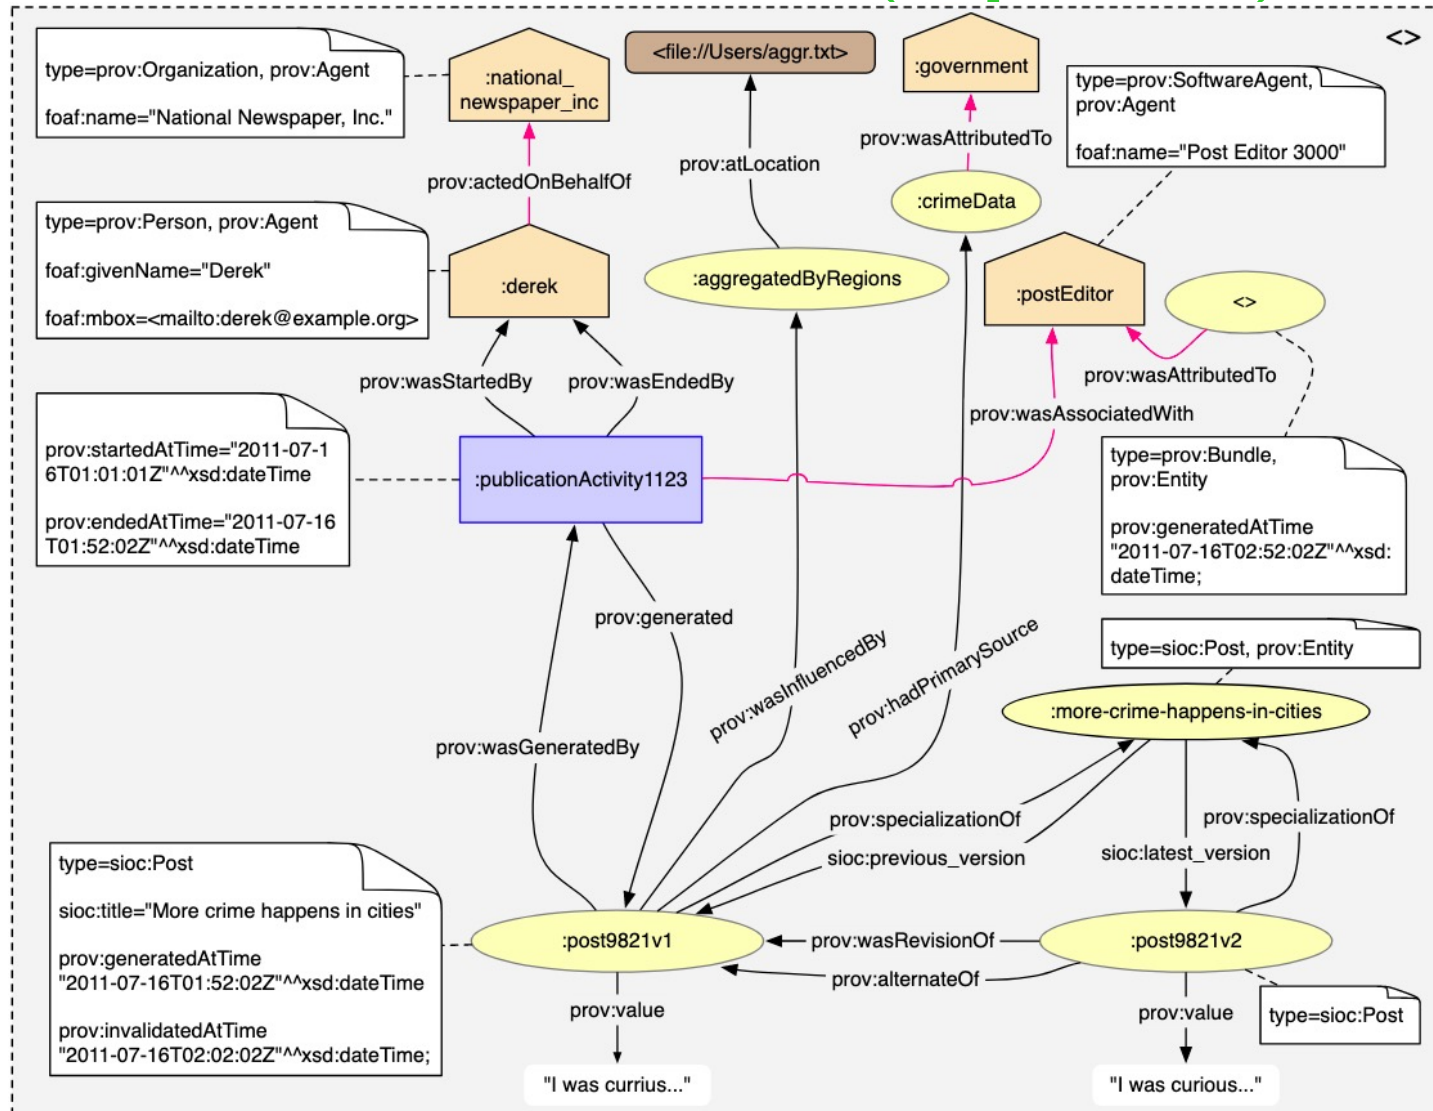 <>
type=prov:Organization, prov:Agent
foaf:name="National Newspaper, Inc."
:national_
newspaper_inc
<file://Users/aggr.txt>
:government
type=prov:SoftwareAgent,
prov:Agent
foaf:name="Post Editor 3000"
prov:wasAttributedTo
prov:atLocation
prov:actedOnBehalfOf
:crimeData
type=prov:Person, prov:Agent
foaf:givenName="Derek"
foaf:mbox=<mailto:derek@example.org>
:derek
:aggregatedByRegions
:postEditor
<>
prov:wasStartedBy
prov:wasEndedBy
prov:wasAttributedTo
prov:wasAssociatedWith
prov:startedAtTime="2011-07-1
6T01:01:01Z"^^xsd:dateTime
prov:endedAtTime="2011-07-16
T01:52:02Z"^^xsd:dateTime
:publicationActivity1123
type=prov:Bundle,
prov:Entity
prov:generatedAtTime
"2011-07-16T02:52:02Z"^^xsd:
dateTime;
prov:generated
prov:wasInfluencedBy
prov:hadPrimarySource
type=sioc:Post, prov:Entity
:more-crime-happens-in-cities
prov:wasGeneratedBy
prov:specializationOf
prov:specializationOf
sioc:previous_version
sioc:latest_version
type=sioc:Post
sioc:title="More crime happens in cities"
prov:generatedAtTime
"2011-07-16T01:52:02Z"^^xsd:dateTime
prov:invalidatedAtTime
"2011-07-16T02:02:02Z"^^xsd:dateTime;
:post9821v1
prov:wasRevisionOf
:post9821v2
prov:alternateOf
prov:value
prov:value
type=sioc:Post
"I was currius..."
"I was curious..."